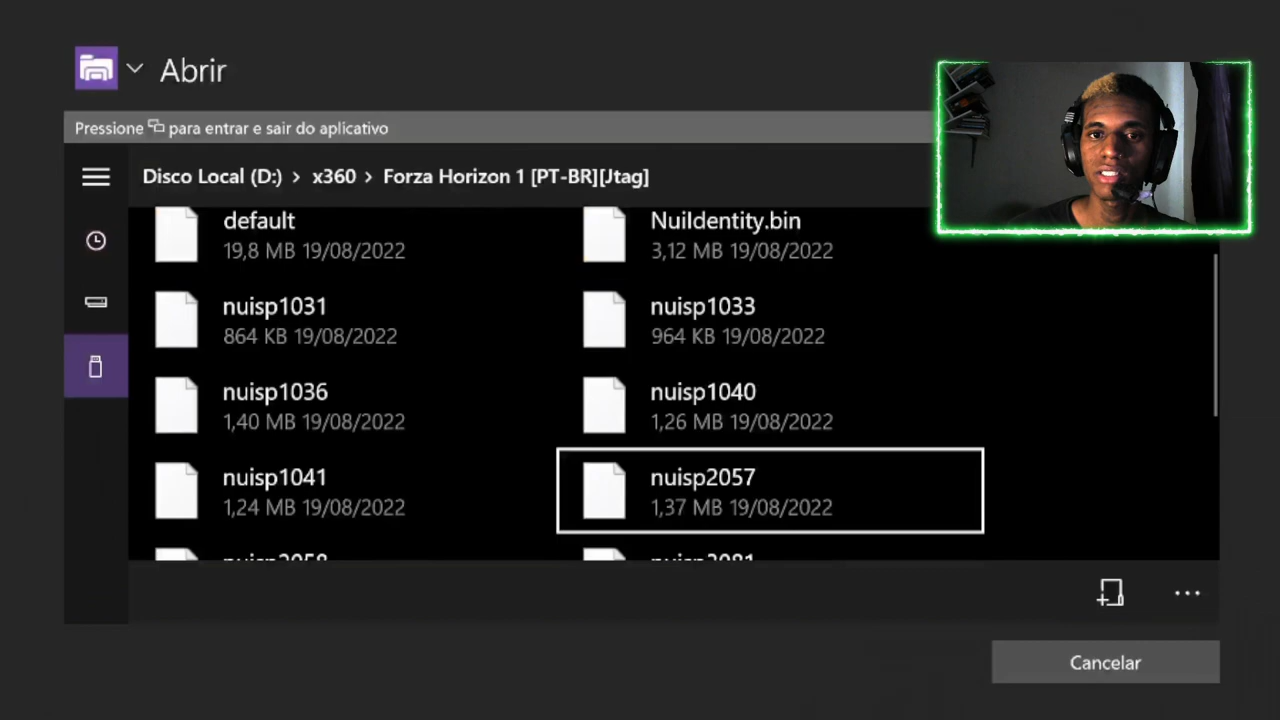 Abrir
Pressione para entrar e sair do aplicativo
Disco Local (D:) > x360 > Forza Horizon 1 [PT-BR][Jtag]
default
19,8 MB 19/08/2022
NuiIdentity.bin
3,12 MB 19/08/2022
nuisp1031
864 KB 19/08/2022
nuisp1033
964 KB 19/08/2022
nuisp1036
1,40 MB 19/08/2022
nuisp1040
1,26 MB 19/08/2022
nuisp1041
1,24 MB 19/08/2022
nuisp2057
1,37 MB 19/08/2022
nuisp2058
Cancelar